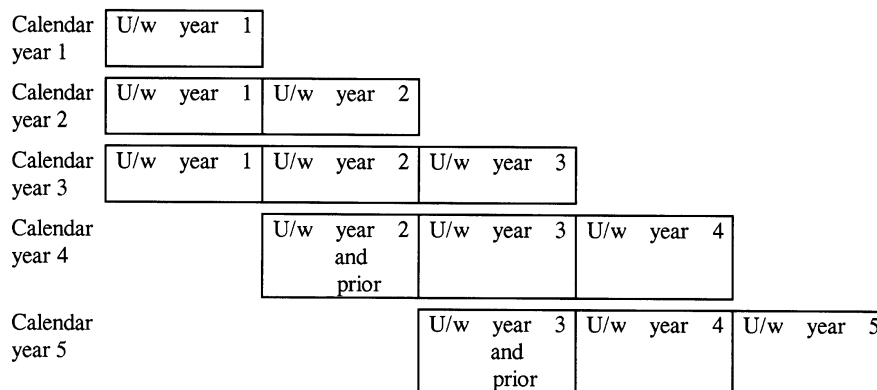 Calendar year 1
U/w year 1
Calendar year 2
U/w year 1 U/w year 2
Calendar year 3
U/w year 1 U/w year 2 U/w year 3
Calendar year 4
U/w year 2 and prior U/w year 3 U/w year 4
Calendar year 5
U/w year 3 and prior U/w year 4 U/w year 5